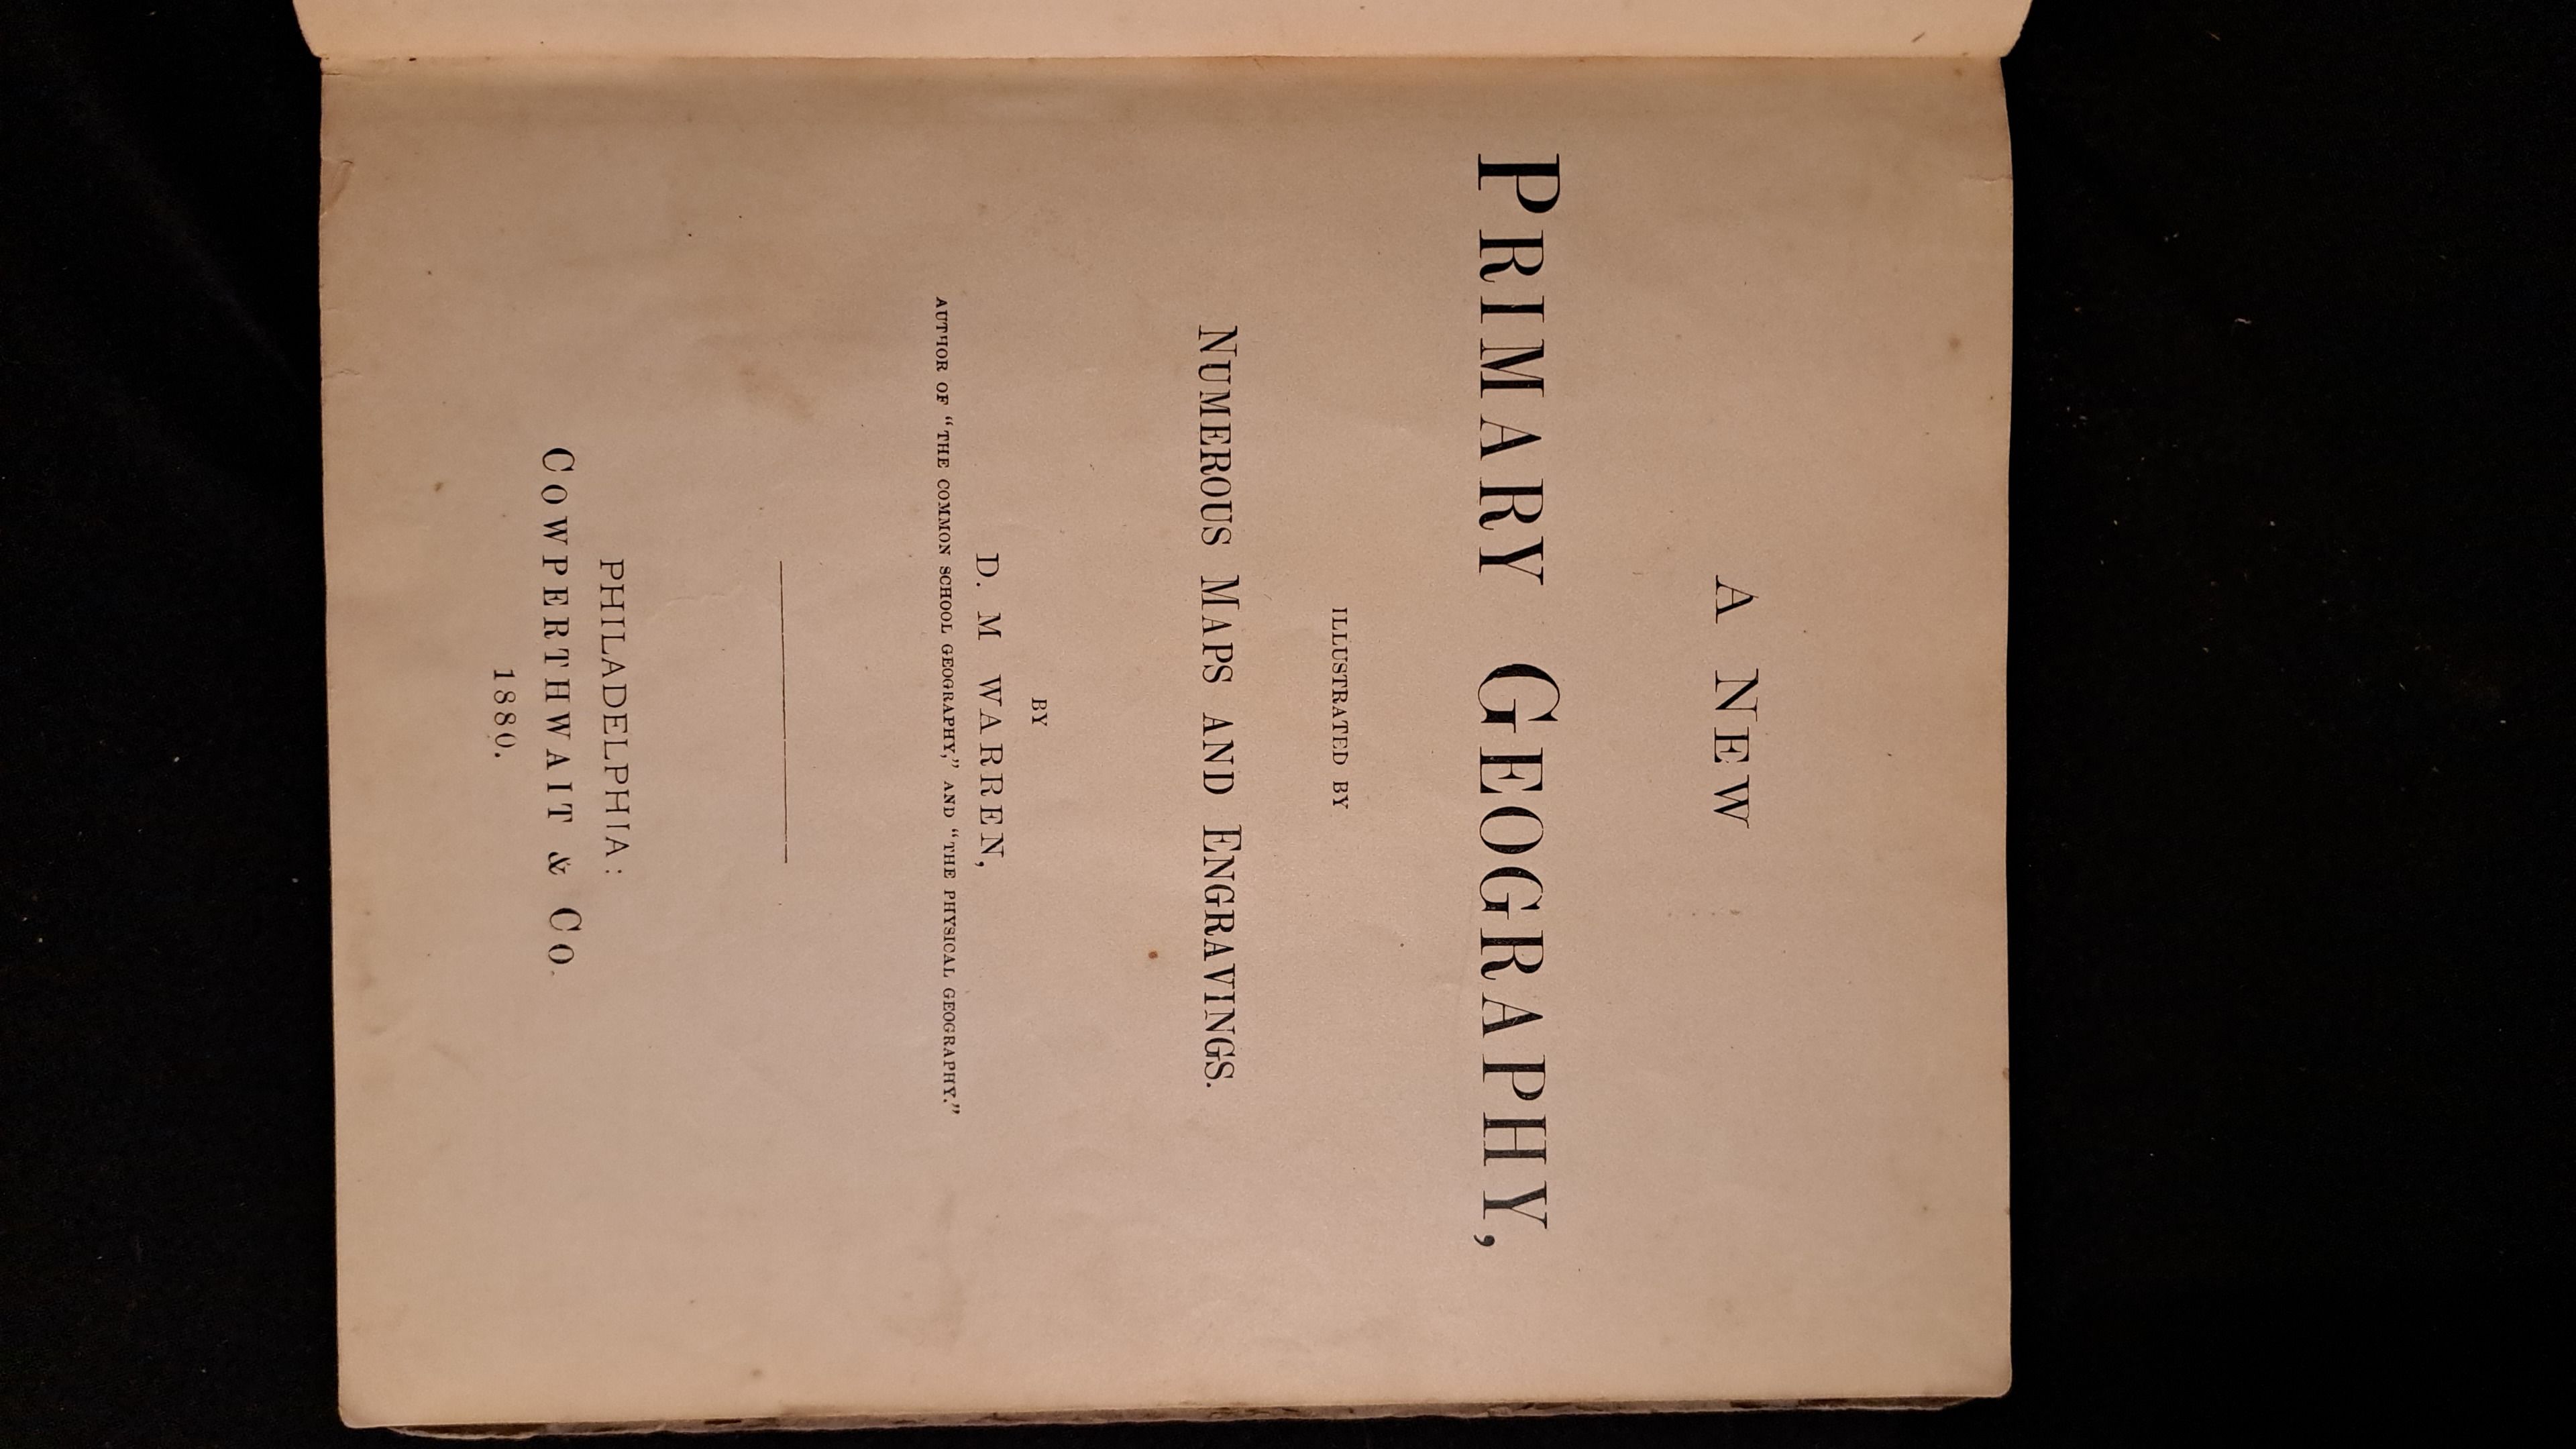 A NEW
PRIMARY GEOGRAPHY,
ILLUSTRATED BY
NUMEROUS MAPS AND ENGRAVINGS.
BY
D. M WARREN,
AUTHOR OF "THE COMMON SCHOOL GEOGRAPHY," AND "THE PHYSICAL GEOGRAPHY."
PHILADELPHIA:
COWPERTHWAIT & CO.
1880.